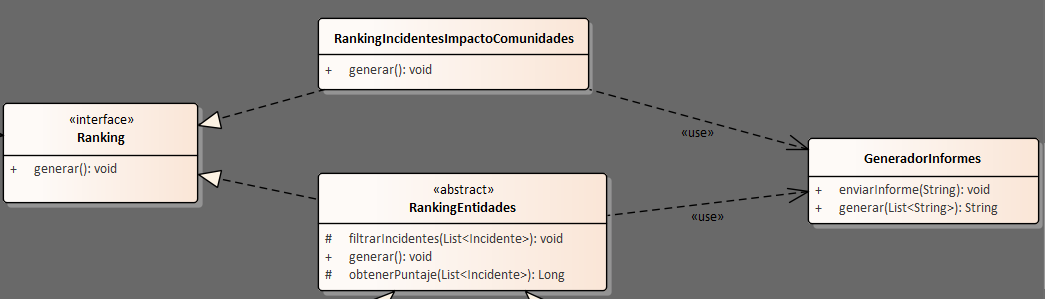 RankingIncidentesImpactoComunidades
+ generar(): void
«interface»
Ranking
+ generar(): void
«use»
GeneradorInformes
+ enviarInforme(String): void
+ generar(List<String>): String
«abstract»
RankingEntidades
# filtrarIncidentes(List<Incidente>): void
+ generar(): void
# obtenerPuntaje(List<Incidente>): Long
«use»